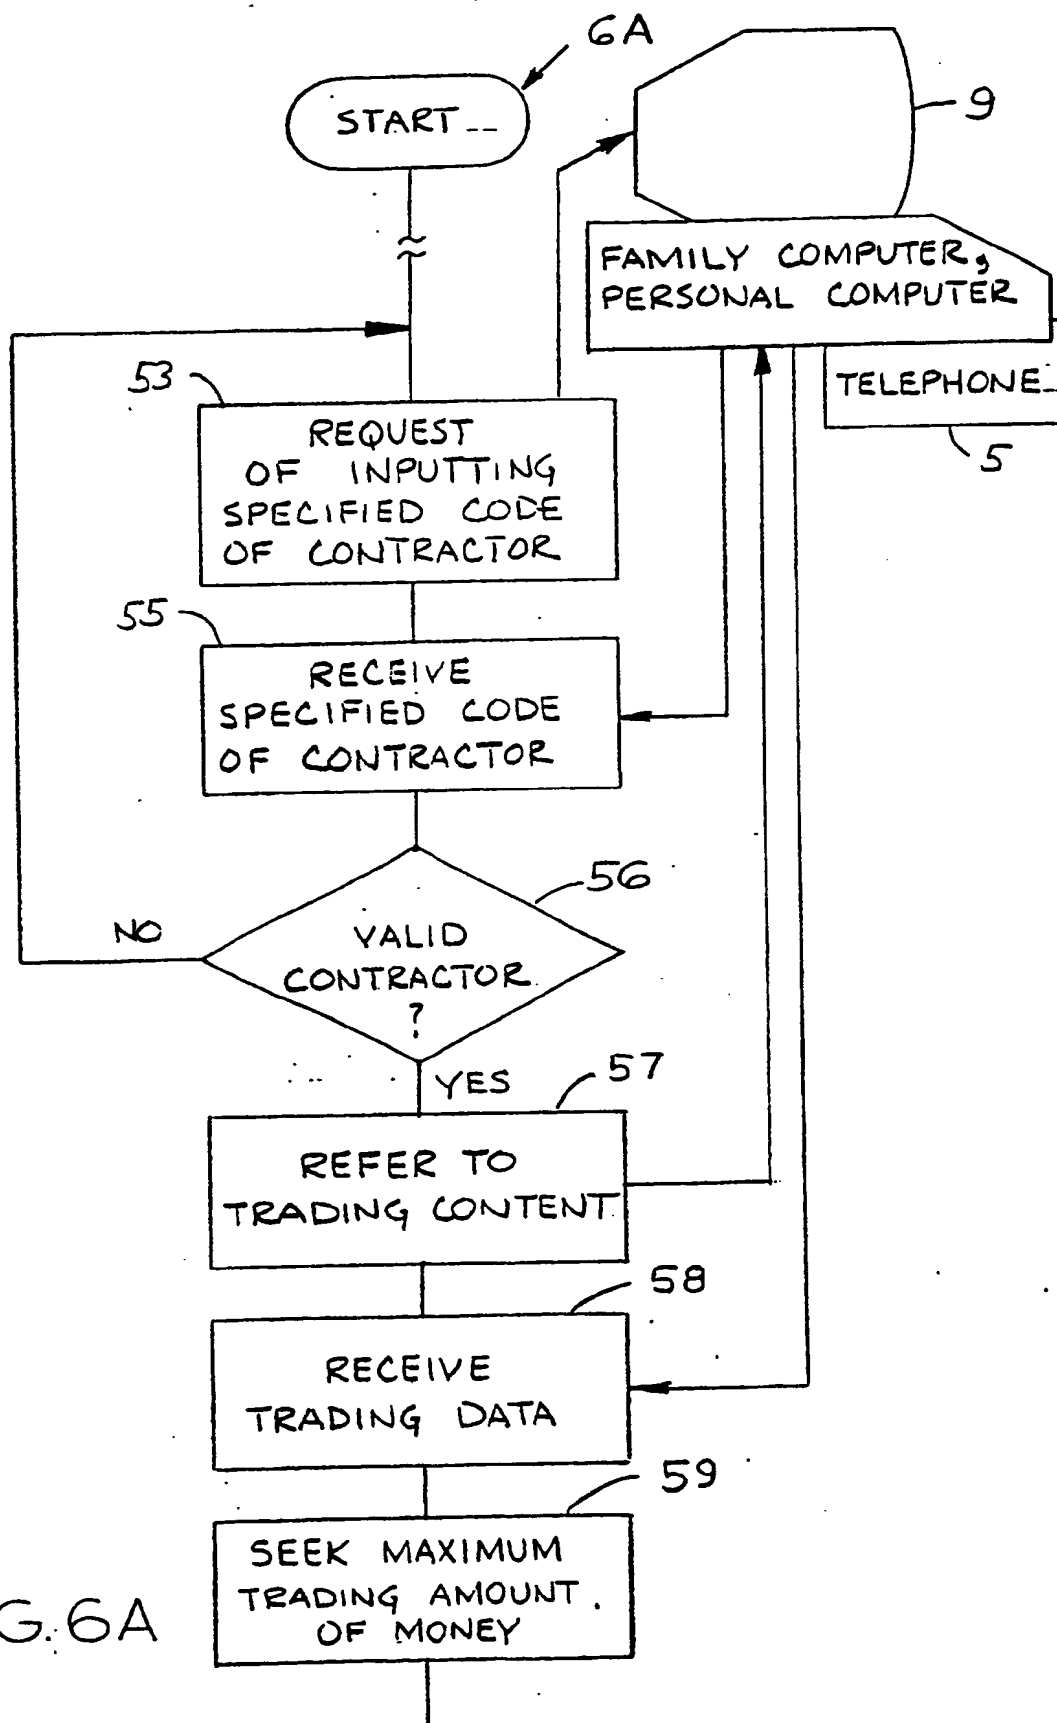 6A
START
9
FAMILY COMPUTER,
PERSONAL COMPUTER
TELEPHONE
5
53
REQUEST
OF INPUTTING
SPECIFIED CODE
OF CONTRACTOR
55
RECEIVE
SPECIFIED CODE
OF CONTRACTOR
56
VALID
CONTRACTOR
?
NO
YES
57
REFER TO
TRADING CONTENT
58
RECEIVE
TRADING DATA
59
SEEK MAXIMUM
TRADING AMOUNT
OF MONEY
G. 6A